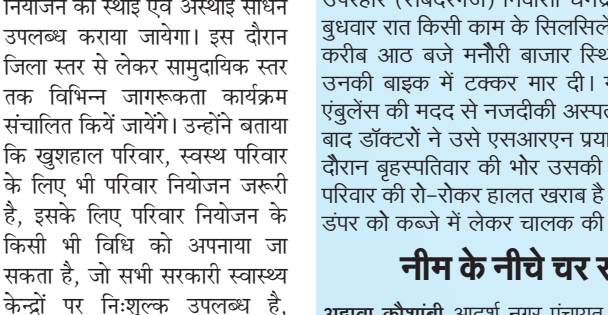 नियोजन की स्थाई एवं अस्थाई साधन
उपलब्ध कराया जायेगा। इस दौरान
जिला स्तर से लेकर सामुदायिक स्तर
तक विभिन्न जागरूकता कार्यक्रम
संचालित कियें जायेंगे। उन्होंने बताया
कि खुशहाल परिवार, स्वस्थ परिवार
के लिए भी परिवार नियोजन जरूरी
है, इसके लिए परिवार नियोजन के
किसी भी विधि को अपनाया जा
सकता है, जो सभी सरकारी स्वास्थ्य
केन्द्रों पर निःशुल्क उपलब्ध है,
उपरहार (सैबदरगंज) निवासी
बुधवार रात किसी काम के सिलसिले
करीब आठ बजे मनौरी बाजार
उनकी बाइक में टक्कर मार दी।
एंबुलेंस की मदद से नजदीकी
बाद डॉक्टरों ने उसे एसआरएन
दौरान बृहस्पतिवार की भोर उसकी
परिवार की रो-रोकर हालत खराब है
डंपर को कब्जे में लेकर चालक की
नीम के नीचे चर
कौशांबी आदर्श नगर पंचायत